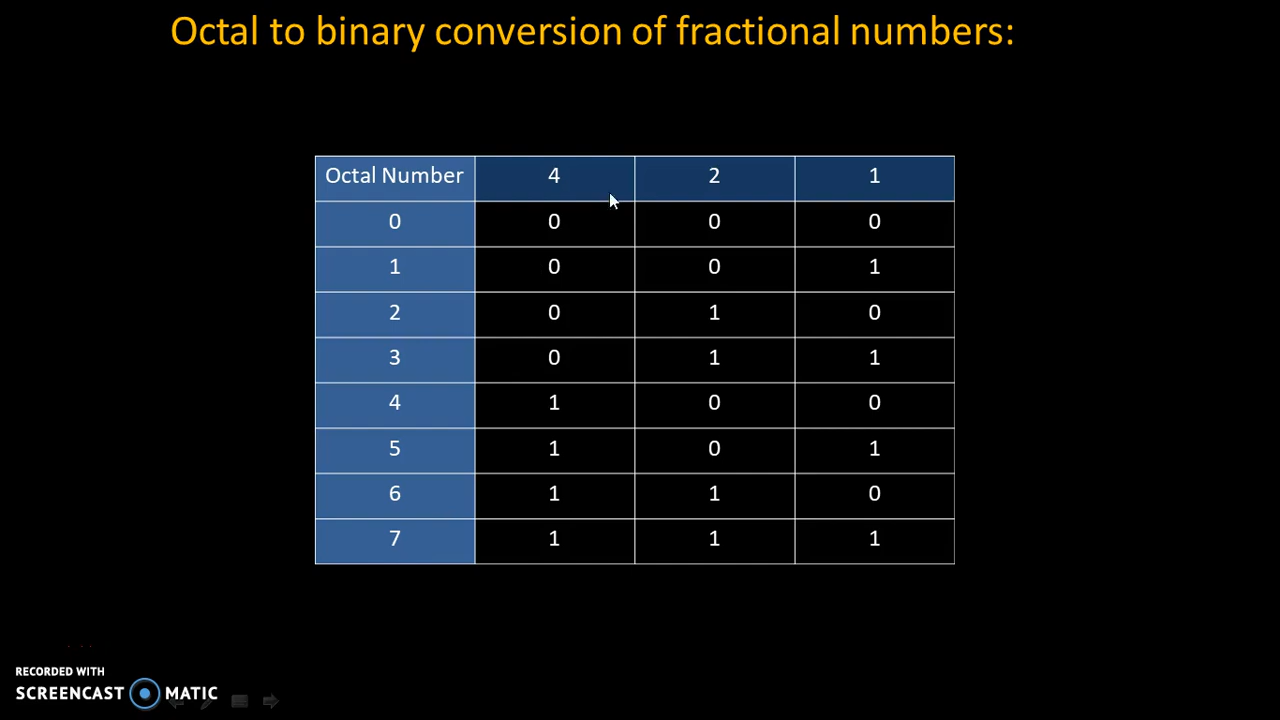 Octal to binary conversion of fractional numbers:
Octal Number 4 2 1
0 0 0 0
1 0 0 1
2 0 1 0
3 0 1 1
4 1 0 0
5 1 0 1
6 1 1 0
7 1 1 1
RECORDED WITH
SCREENCAST MATIC